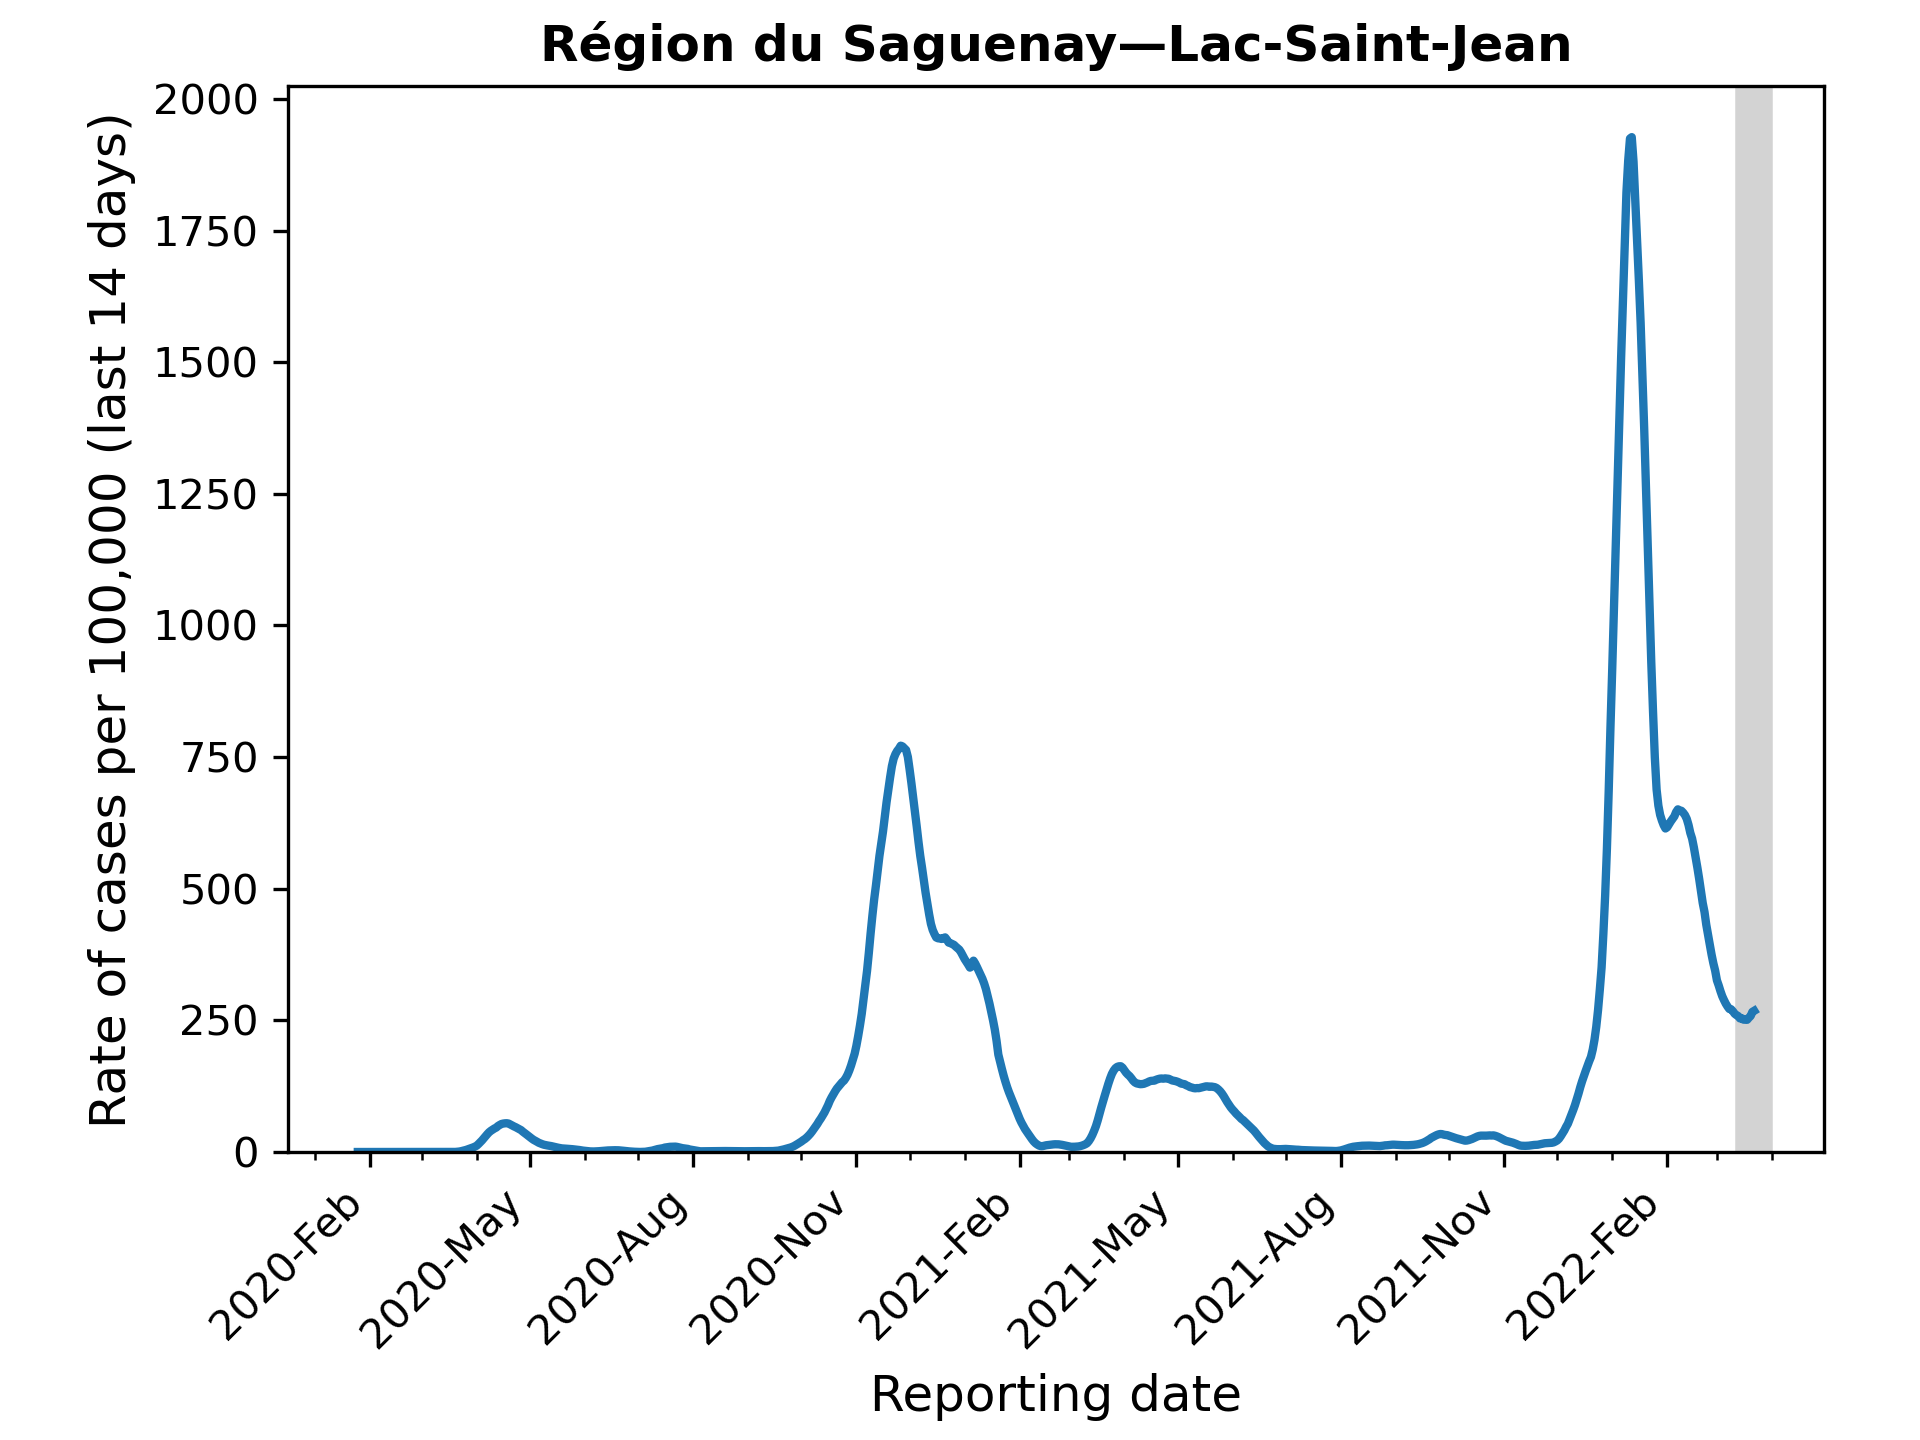 Région du Saguenay—Lac-Saint-Jean
Rate of cases per 100,000 (last 14 days)
2000
1750
1500
1250
1000
750
500
250
0
2020-Feb
2020-May
2020-Aug
2020-Nov
2021-Feb
2021-May
2021-Aug
2021-Nov
2022-Feb
Reporting date